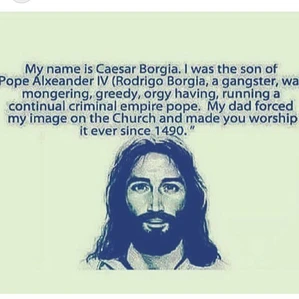 My name is Caesar Borgia. I was the son of
Pope Alxeander IV (Rodrigo Borgia, a gangster, wa
mongering, greedy, orgy having, running a
continual criminal empire pope. My dad forced
my image on the Church and made you worship
it ever since 1490. "